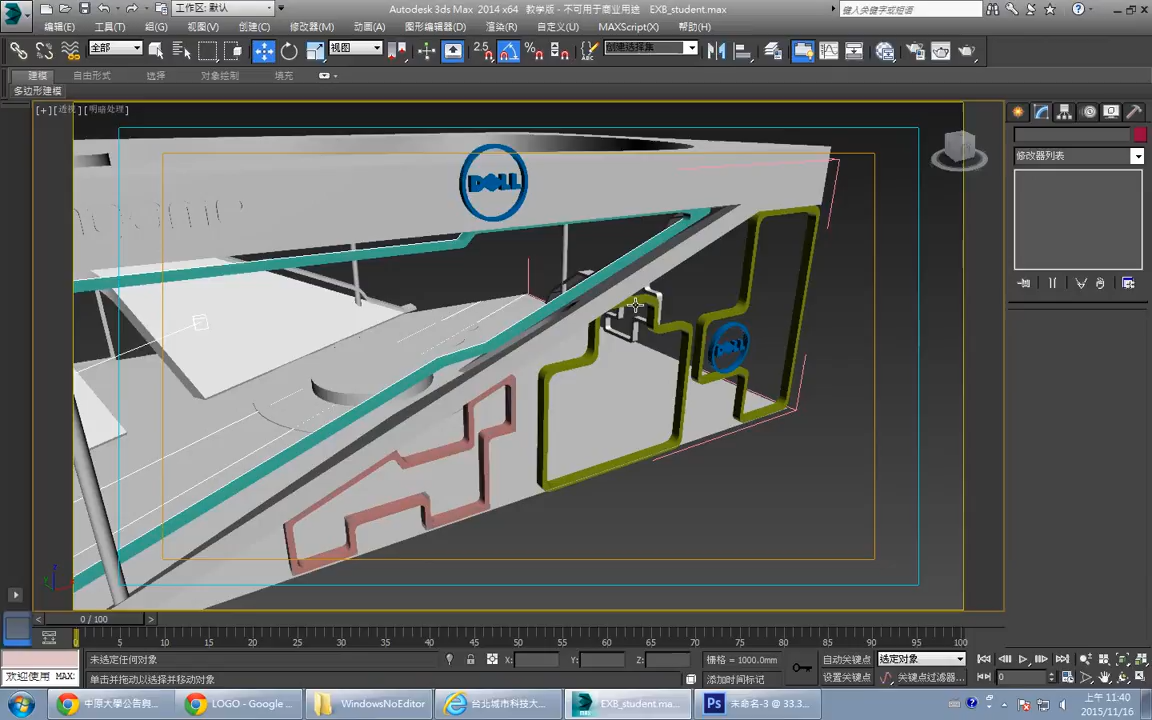 工作区: 默认
Autodesk 3ds Max 2014 x64 教学版 - 不可用于商业用途 EXB_student.max
键入关键字或短语
编辑(E) 工具(T) 组(G) 视图(V) 创建(C) 修改器(M) 动画(A) 图形编辑器(D) 渲染(R) 自定义(U) MAXScript(X) 帮助(H)
全部 视图 2.5 创建选择集
建模 自由形式 选择 对象绘制 填充
多边形建模
[+][透视][明暗处理]
修改器列表
DOLL
DOLL
0 / 100
0 5 10 15 20 25 30 35 40 45 50 55 60 65 70 75 80 85 90 95 100
未选定任何对象 X: Y: Z: 栅格 = 1000.0mm 自动关键点 选定对象
欢迎使用 MAX: 单击并拖动以选择并移动对象 添加时间标记 设置关键点 关键点过滤器... 0
中原大學公告與... LOGO - Google ... WindowsNoEditor 台北城市科技大... EXB_student.ma... 未命名-3 @ 33.3...
上午 11:40
2015/11/16